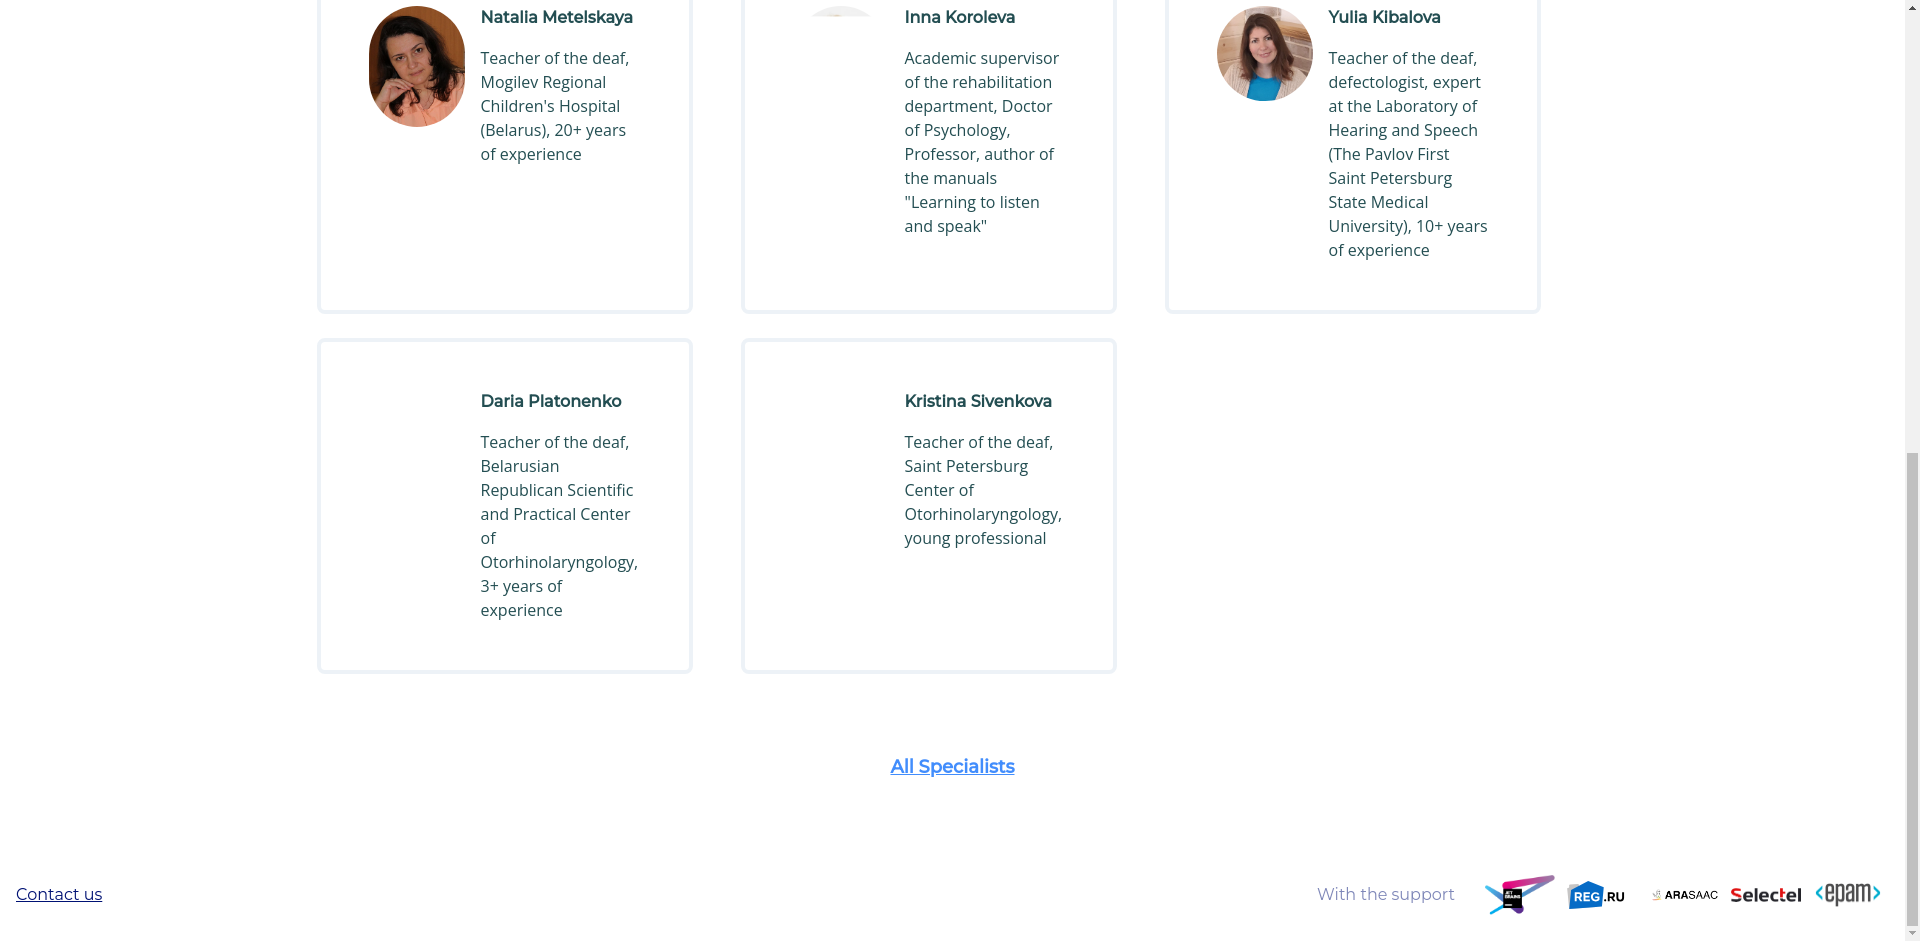 Natalia Metelskaya
Teacher of the deaf,
Mogilev Regional
Children's Hospital
(Belarus), 20+ years
of experience
Inna Koroleva
Academic supervisor
of the rehabilitation
department, Doctor
of Psychology,
Professor, author of
the manuals
"Learning to listen
and speak"
Yulia Kibalova
Teacher of the deaf,
defectologist, expert
at the Laboratory of
Hearing and Speech
(The Pavlov First
Saint Petersburg
State Medical
University), 10+ years
of experience
Daria Platonenko
Teacher of the deaf,
Belarusian
Republican Scientific
and Practical Center
of
Otorhinolaryngology,
3+ years of
experience
Kristina Sivenkova
Teacher of the deaf,
Saint Petersburg
Center of
Otorhinolaryngology,
young professional
All Specialists
Contact us
With the support
JET
BRAINS
REG.RU
ARASAAC
Selectel
<epam>